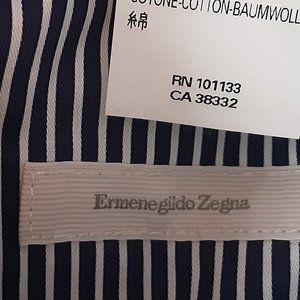 COTONE-COTTON-BAUMWOLL
綿
RN 101133
CA 38332
Ermenegildo Zegna